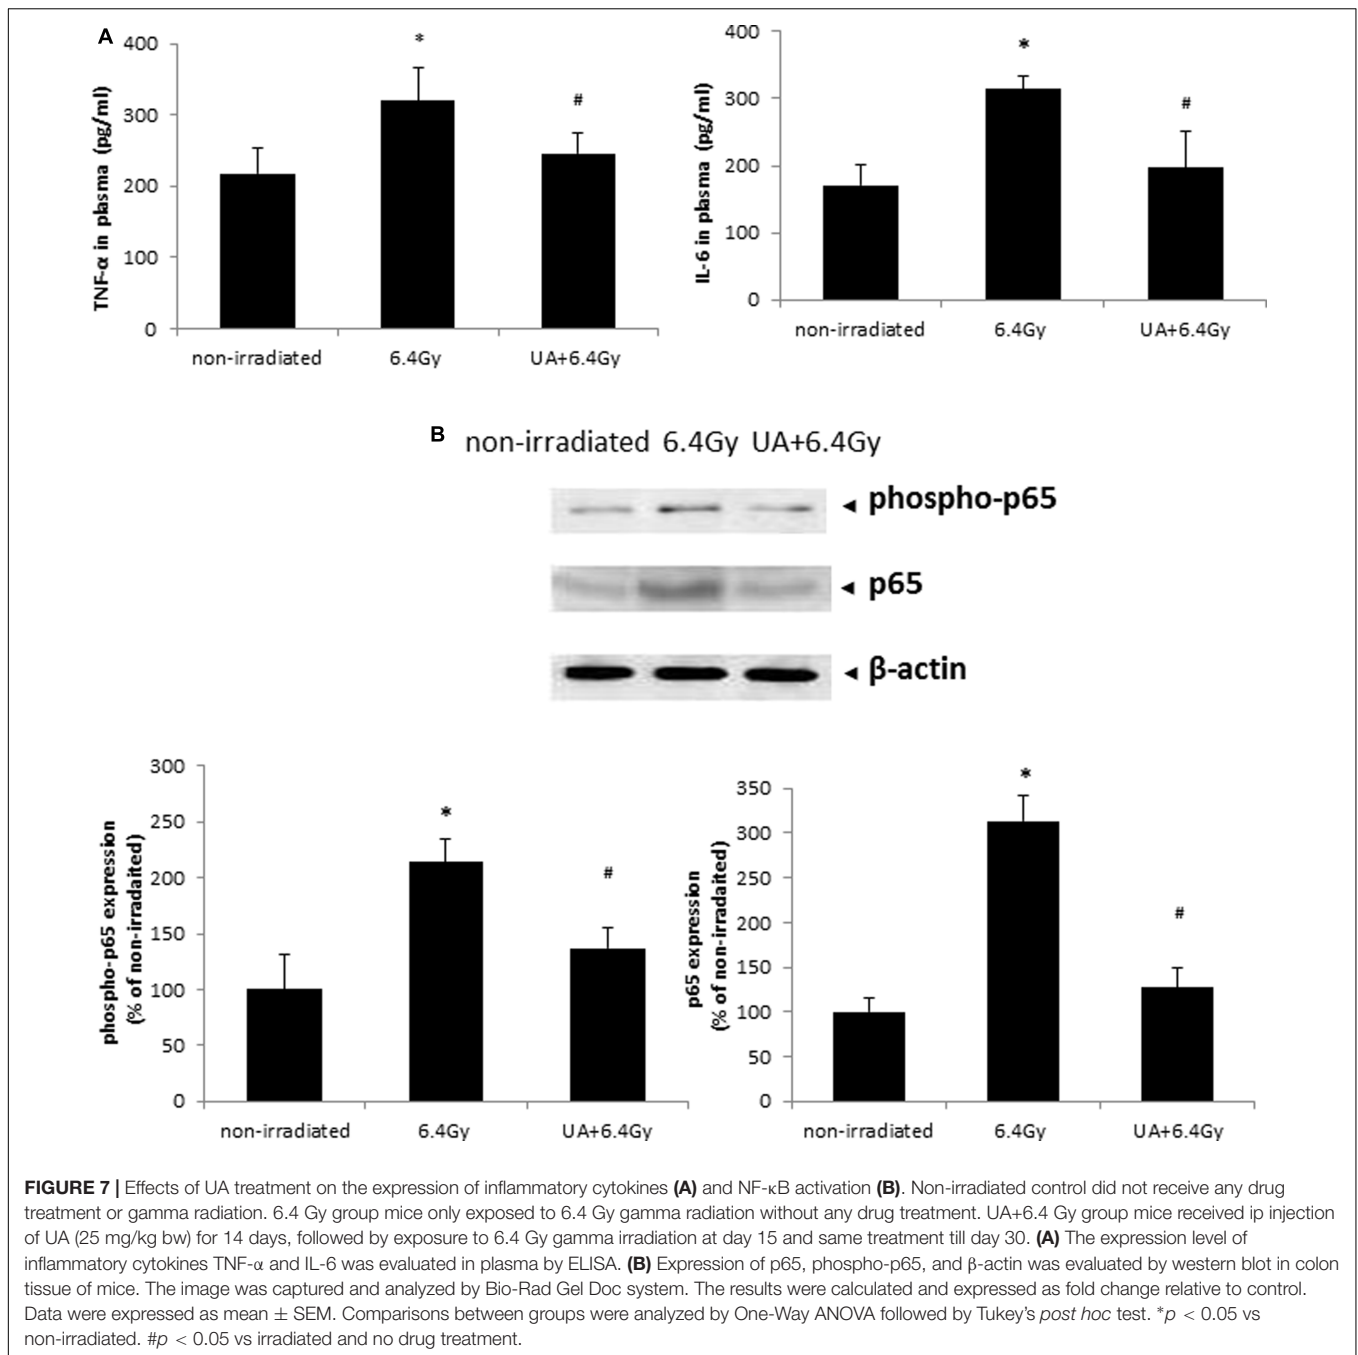 A
400
300
200
100
0
TNF-α in plasma (pg/ml)
*
#
non-irradiated 6.4Gy UA+6.4Gy
400
300
200
100
0
IL-6 in plasma (pg/ml)
*
#
non-irradiated 6.4Gy UA+6.4Gy
B non-irradiated 6.4Gy UA+6.4Gy
◄ phospho-p65
◄ p65
◄ β-actin
300
250
200
150
100
50
0
phospho-p65 expression
(% of non-irradaited)
*
#
non-irradiated 6.4Gy UA+6.4Gy
350
300
250
200
150
100
50
0
p65 expression
(% of non-irradaited)
*
#
non-irradiated 6.4Gy UA+6.4Gy
FIGURE 7 | Effects of UA treatment on the expression of inflammatory cytokines (A) and NF-κB activation (B). Non-irradiated control did not receive any drug
treatment or gamma radiation. 6.4 Gy group mice only exposed to 6.4 Gy gamma radiation without any drug treatment. UA+6.4 Gy group mice received ip injection
of UA (25 mg/kg bw) for 14 days, followed by exposure to 6.4 Gy gamma irradiation at day 15 and same treatment till day 30. (A) The expression level of
inflammatory cytokines TNF-α and IL-6 was evaluated in plasma by ELISA. (B) Expression of p65, phospho-p65, and β-actin was evaluated by western blot in colon
tissue of mice. The image was captured and analyzed by Bio-Rad Gel Doc system. The results were calculated and expressed as fold change relative to control.
Data were expressed as mean ± SEM. Comparisons between groups were analyzed by One-Way ANOVA followed by Tukey's post hoc test. *p < 0.05 vs
non-irradiated. #p < 0.05 vs irradiated and no drug treatment.